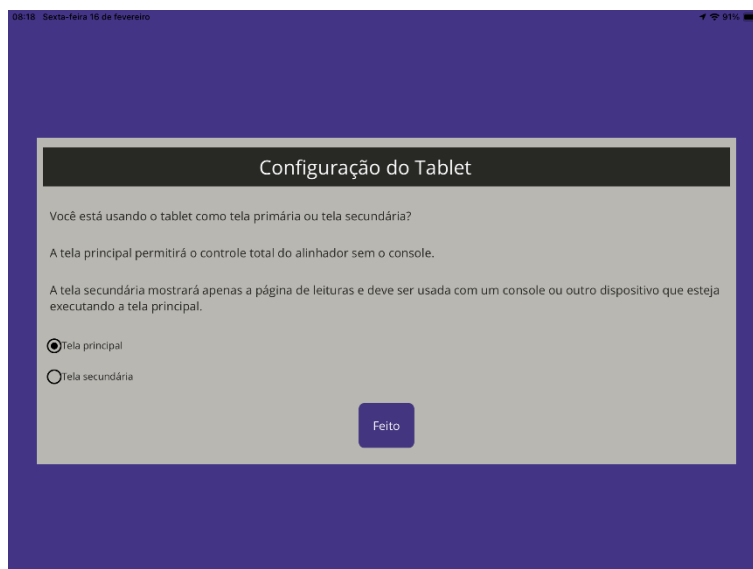 08:18 Sexta-feira 16 de fevereiro 91%
Configuração do Tablet
Você está usando o tablet como tela primária ou tela secundária?
A tela principal permitirá o controle total do alinhador sem o console.
A tela secundária mostrará apenas a página de leituras e deve ser usada com um console ou outro dispositivo que esteja
executando a tela principal.
Tela principal
Tela secundária
Feito